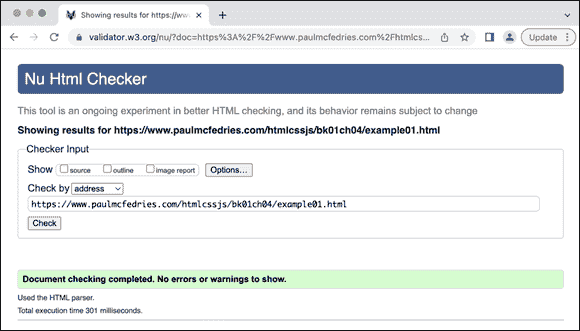 Showing results for https://ww
validator.w3.org/nu/?doc=https%3A%2F%2Fwww.paulmcfedries.com%2Fhtmlcss...
Update
Nu Html Checker
This tool is an ongoing experiment in better HTML checking, and its behavior remains subject to change
Showing results for https://www.paulmcfedries.com/htmlcssjs/bk01ch04/example01.html
Checker Input
Show source outline image report Options...
Check by address
https://www.paulmcfedries.com/htmlcssjs/bk01ch04/example01.html
Check
Document checking completed. No errors or warnings to show.
Used the HTML parser.
Total execution time 301 milliseconds.